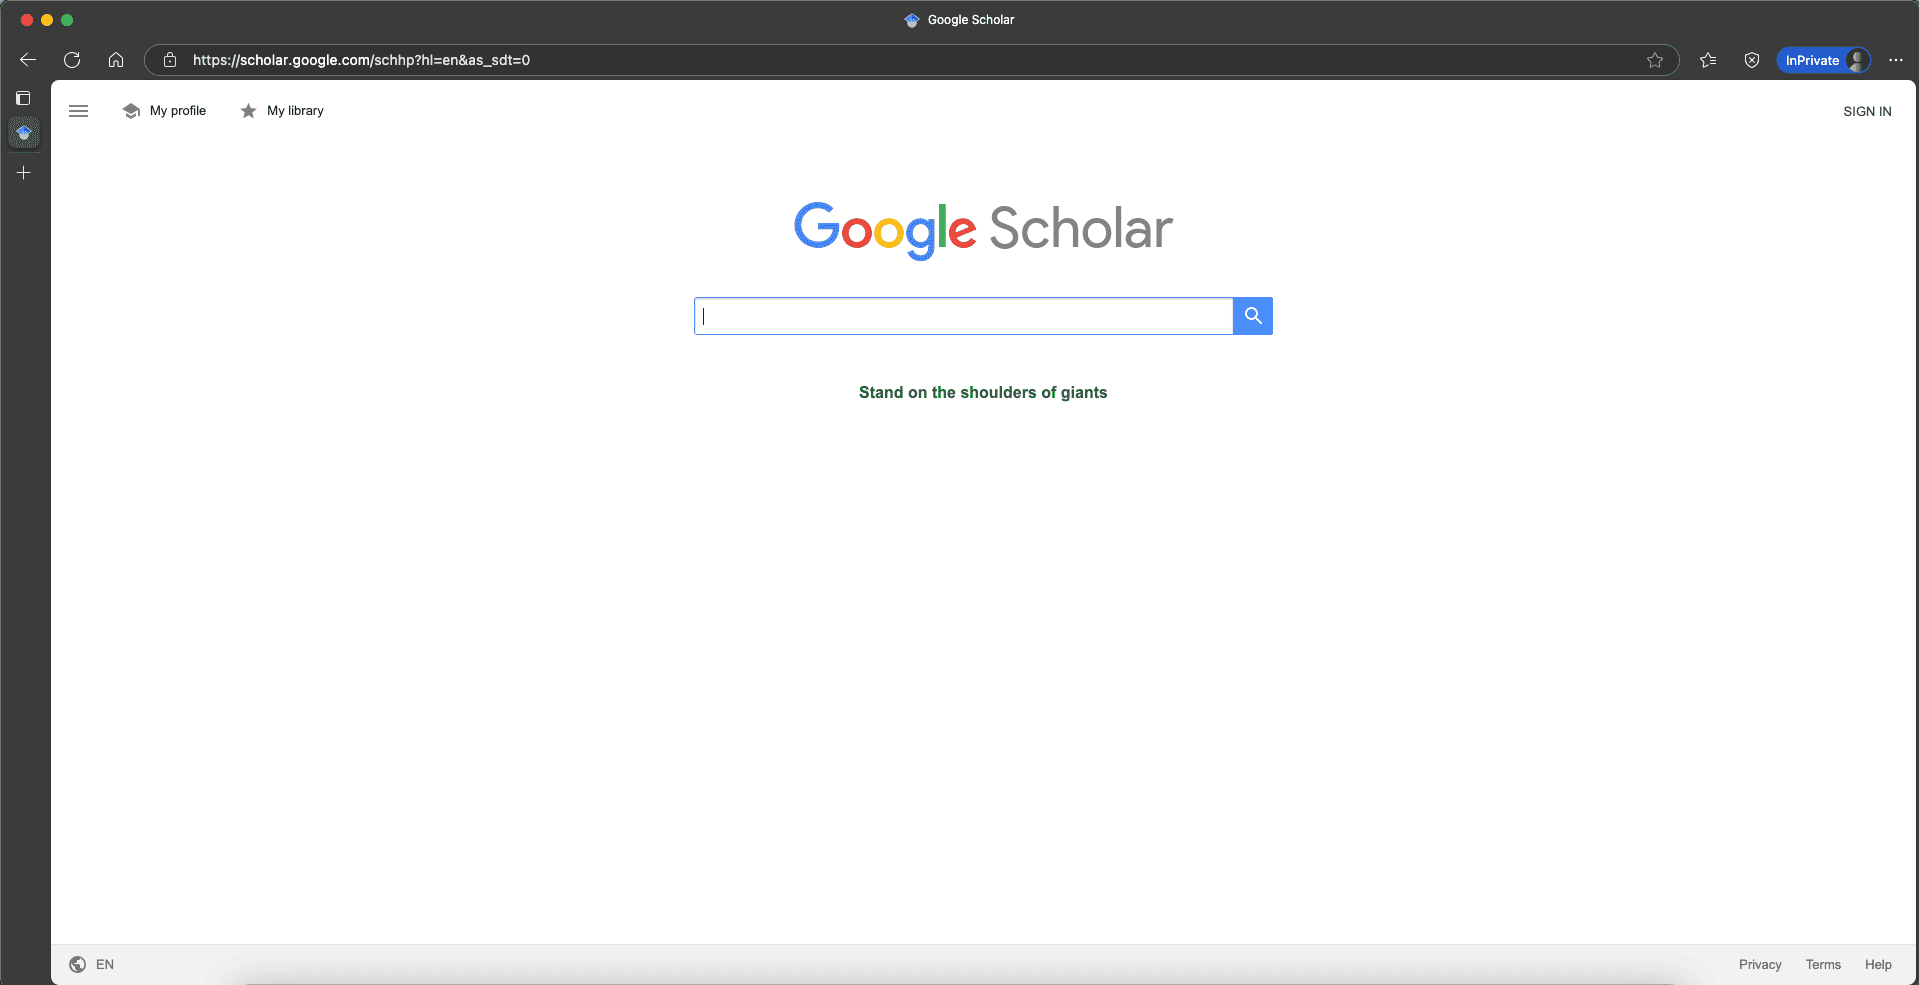 Google Scholar
https://scholar.google.com/schhp?hl=en&as_sdt=0
InPrivate
My profile
My library
SIGN IN
Google Scholar
Stand on the shoulders of giants
EN
Privacy
Terms
Help